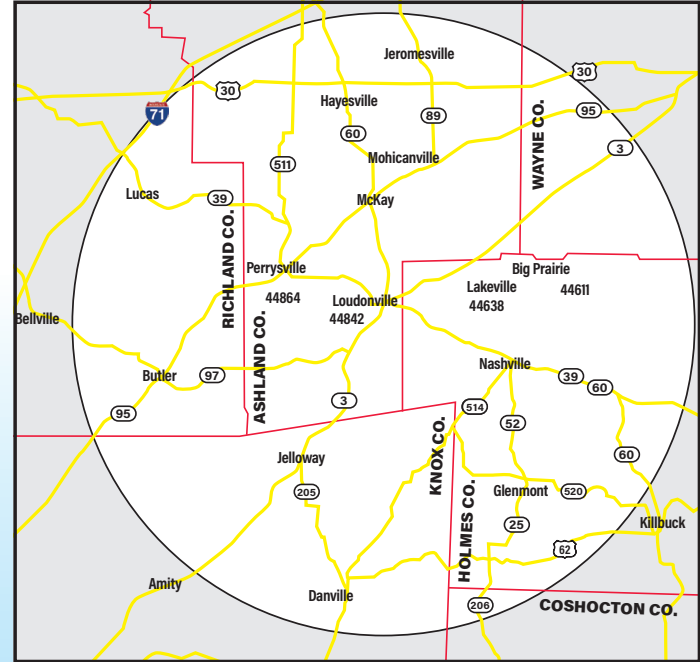 Jeromesville
30
30
Hayesville
71
95
89
60
WAYNE CO.
3
511
Mohicanville
Lucas
39
McKay
RICHLAND CO.
Perrysville
Big Prairie
44864
Loudonville
Lakeville
44611
44842
44638
Bellville
ASHLAND CO.
Nashville
Butler
97
39
60
3
514
95
52
KNOX CO.
60
Jelloway
205
HOLMES CO.
Glenmont
520
25
Killbuck
62
Amity
Danville
206
COSHOCTON CO.